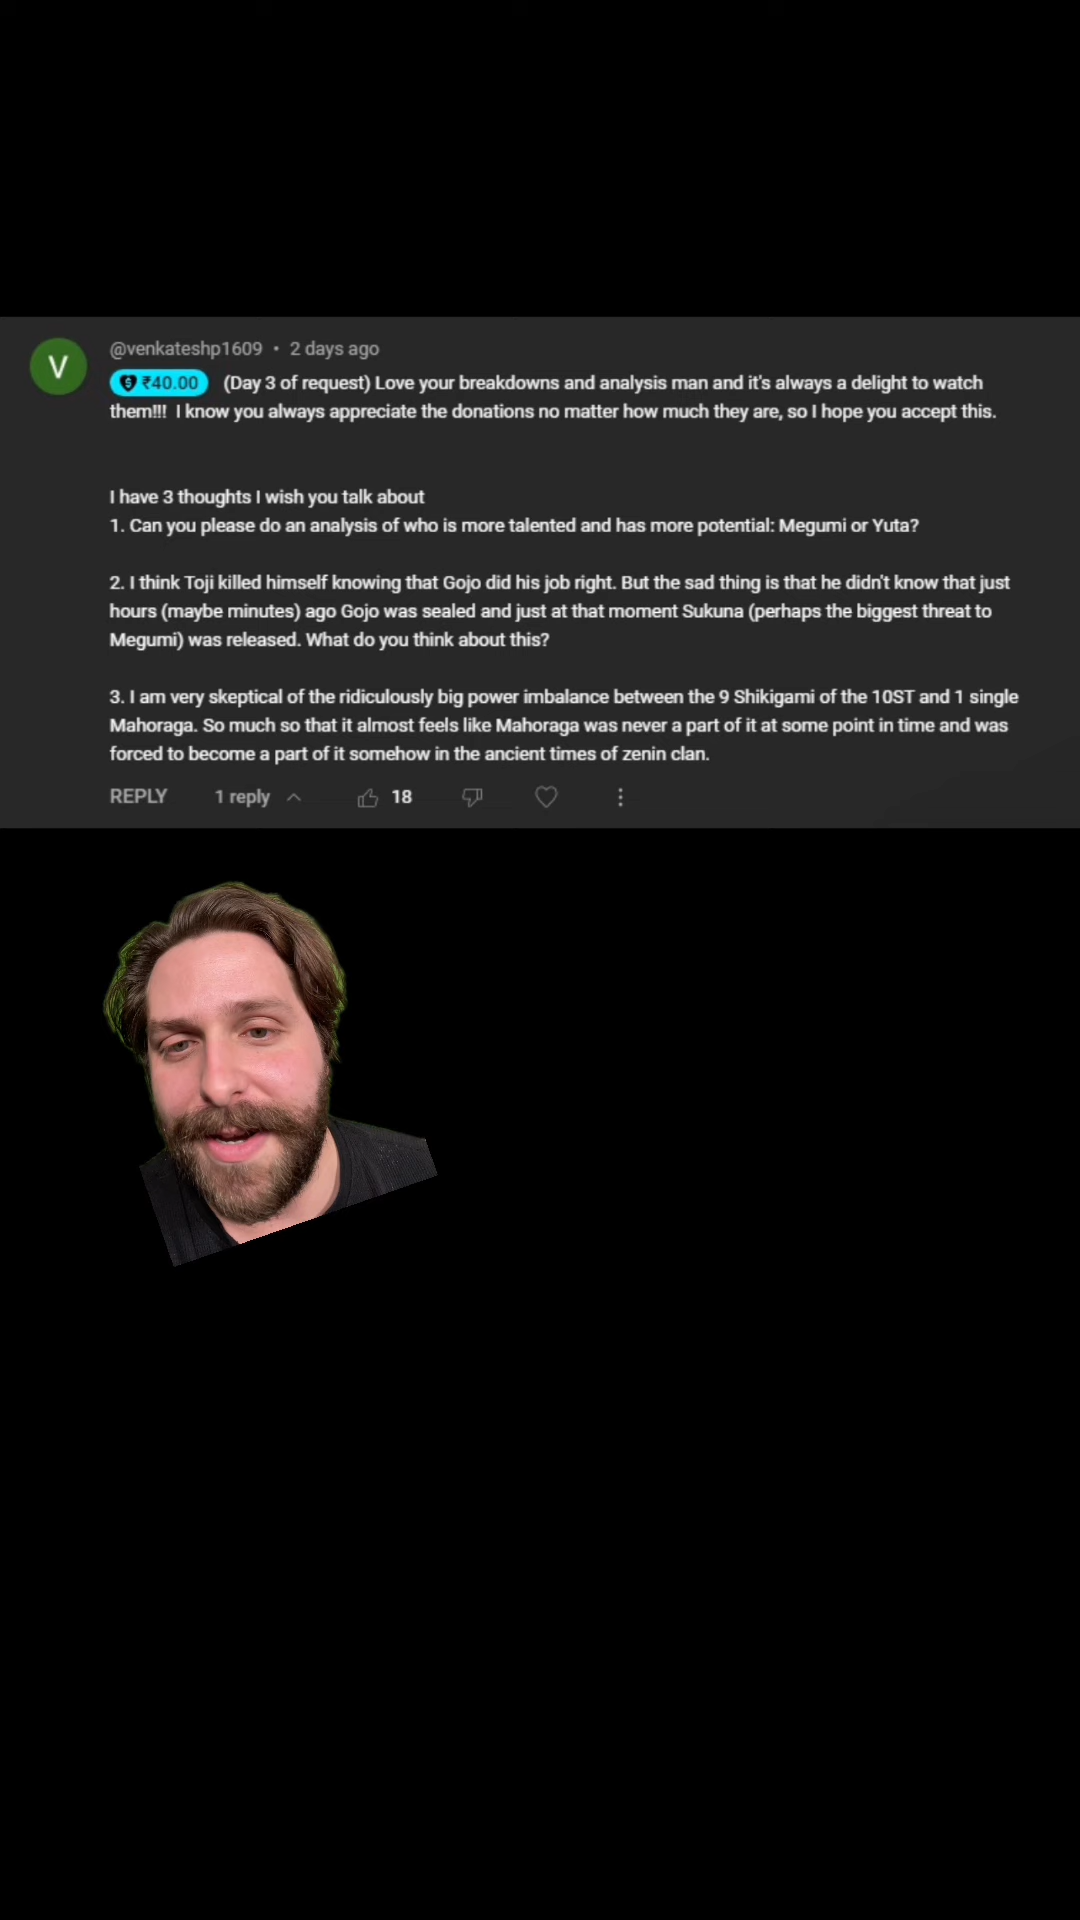 V
@venkateshp1609 • 2 days ago
₹40.00 (Day 3 of request) Love your breakdowns and analysis man and it's always a delight to watch
them!!! I know you always appreciate the donations no matter how much they are, so I hope you accept this.
I have 3 thoughts I wish you talk about
1. Can you please do an analysis of who is more talented and has more potential: Megumi or Yuta?
2. I think Toji killed himself knowing that Gojo did his job right. But the sad thing is that he didn't know that just
hours (maybe minutes) ago Gojo was sealed and just at that moment Sukuna (perhaps the biggest threat to
Megumi) was released. What do you think about this?
3. I am very skeptical of the ridiculously big power imbalance between the 9 Shikigami of the 10ST and 1 single
Mahoraga. So much so that it almost feels like Mahoraga was never a part of it at some point in time and was
forced to become a part of it somehow in the ancient times of zenin clan.
REPLY 1 reply 18